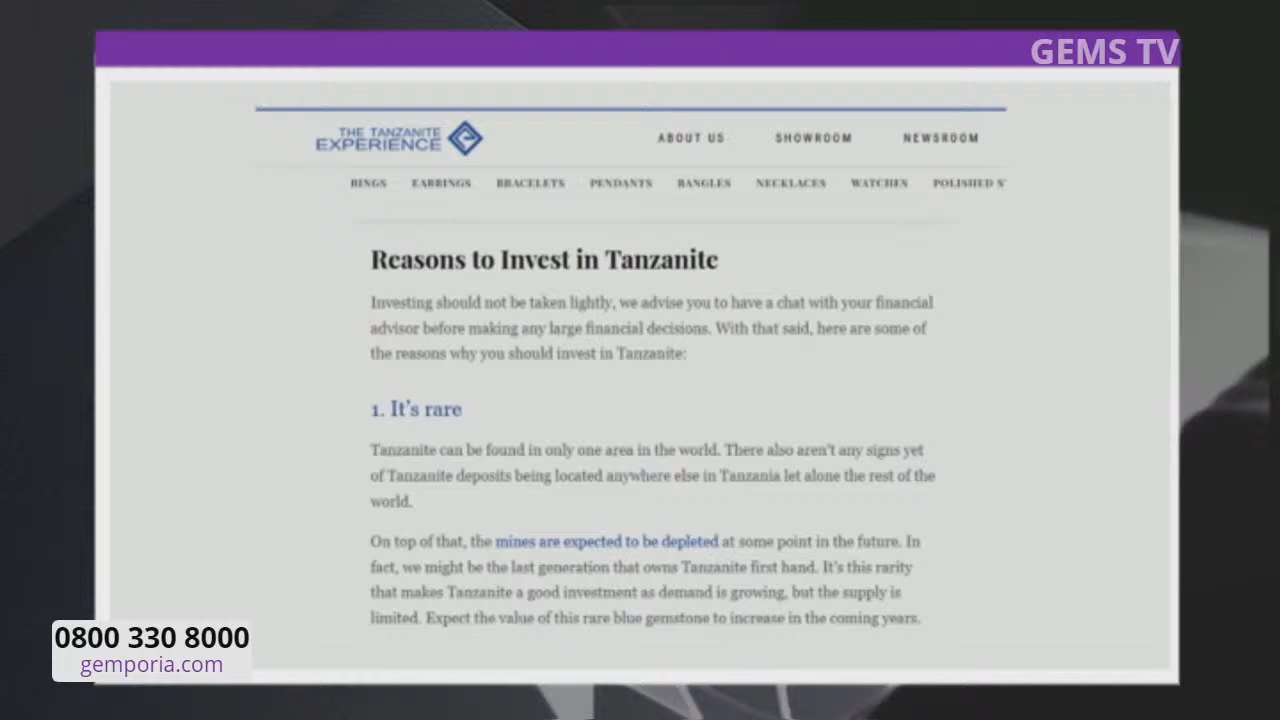 GEMS TV
THE TANZANITE
EXPERIENCE
ABOUT US SHOWROOM NEWSROOM
RINGS EARRINGS BRACELETS PENDANTS BANGLES NECKLACES WATCHES POLISHED S
Reasons to Invest in Tanzanite
Investing should not be taken lightly, we advise you to have a chat with your financial
advisor before making any large financial decisions. With that said, here are some of
the reasons why you should invest in Tanzanite:
1. It's rare
Tanzanite can be found in only one area in the world. There also aren't any signs yet
of Tanzanite deposits being located anywhere else in Tanzania let alone the rest of the
world.
On top of that, the mines are expected to be depleted at some point in the future. In
fact, we might be the last generation that owns Tanzanite first hand. It's this rarity
that makes Tanzanite a good investment as demand is growing, but the supply is
limited. Expect the value of this rare blue gemstone to increase in the coming years.
0800 330 8000
gemporia.com